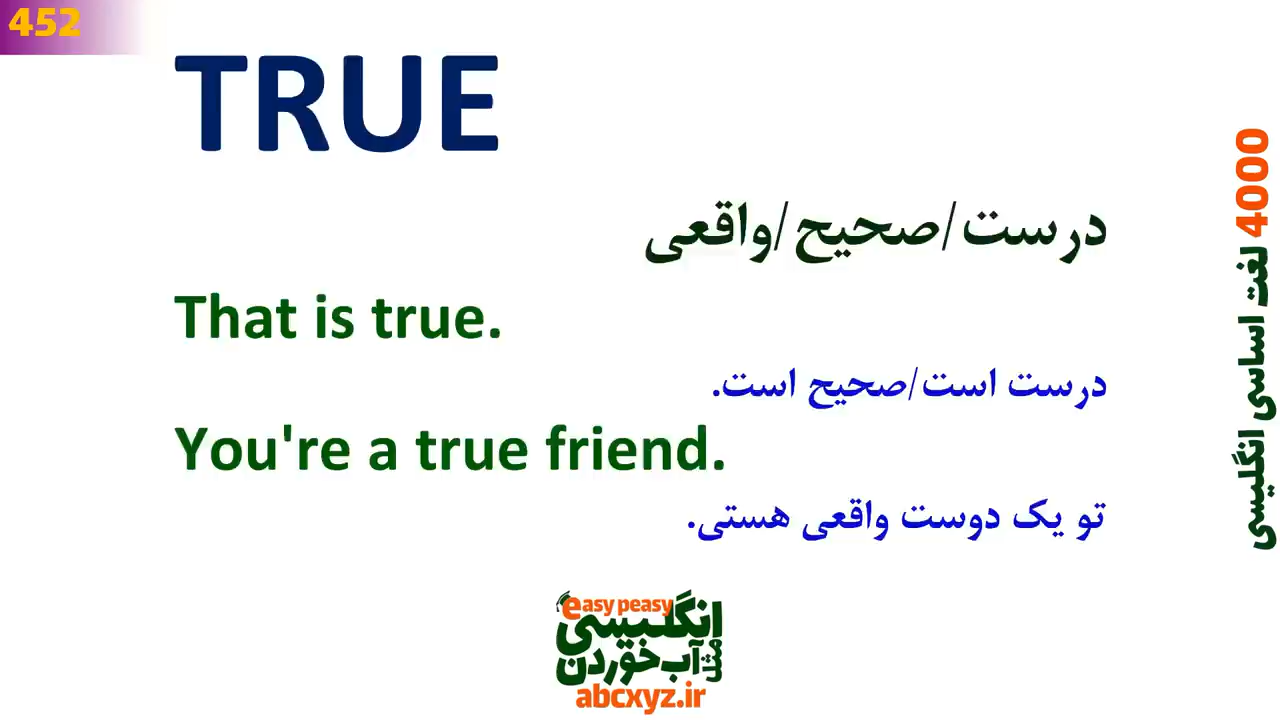 452
TRUE
درست/صحیح/واقعی
That is true.
درست است/صحیح است.
You're a true friend.
تو یک دوست واقعی هستی.
4000 لغت اساسی انگلیسی
easy peasy
انگلیسی
مثل آب خوردن
abcxyz.ir